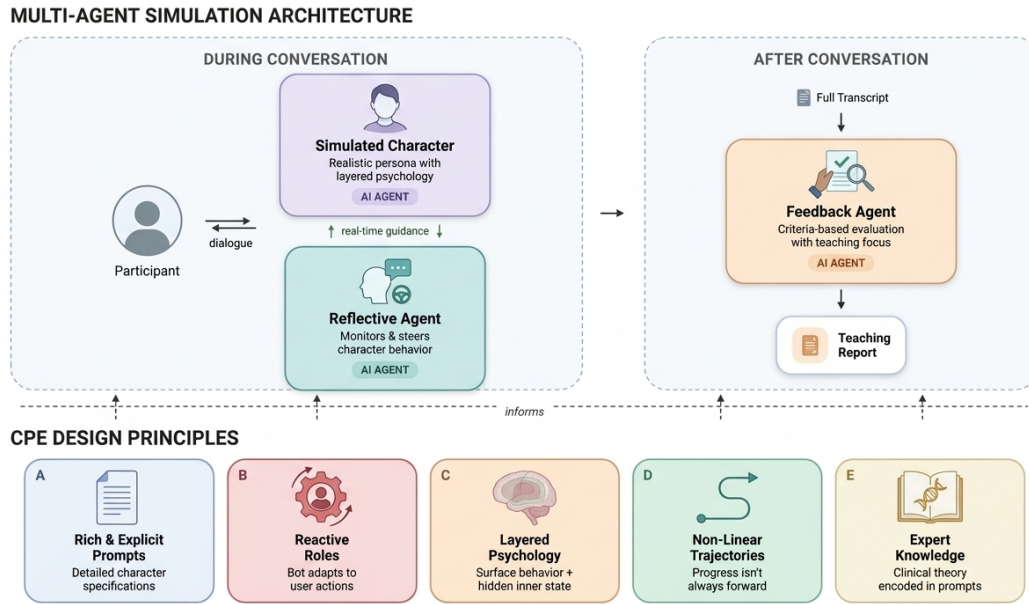 MULTI-AGENT SIMULATION ARCHITECTURE
DURING CONVERSATION
Participant
dialogue
Simulated Character
Realistic persona with
layered psychology
AI AGENT
real-time guidance
Reflective Agent
Monitors & steers
character behavior
AI AGENT
AFTER CONVERSATION
Full Transcript
Feedback Agent
Criteria-based evaluation
with teaching focus
AI AGENT
Teaching
Report
informs
CPE DESIGN PRINCIPLES
A
Rich & Explicit
Prompts
Detailed character
specifications
B
Reactive
Roles
Bot adapts to
user actions
C
Layered
Psychology
Surface behavior +
hidden inner state
D
Non-Linear
Trajectories
Progress isn't
always forward
E
Expert
Knowledge
Clinical theory
encoded in prompts